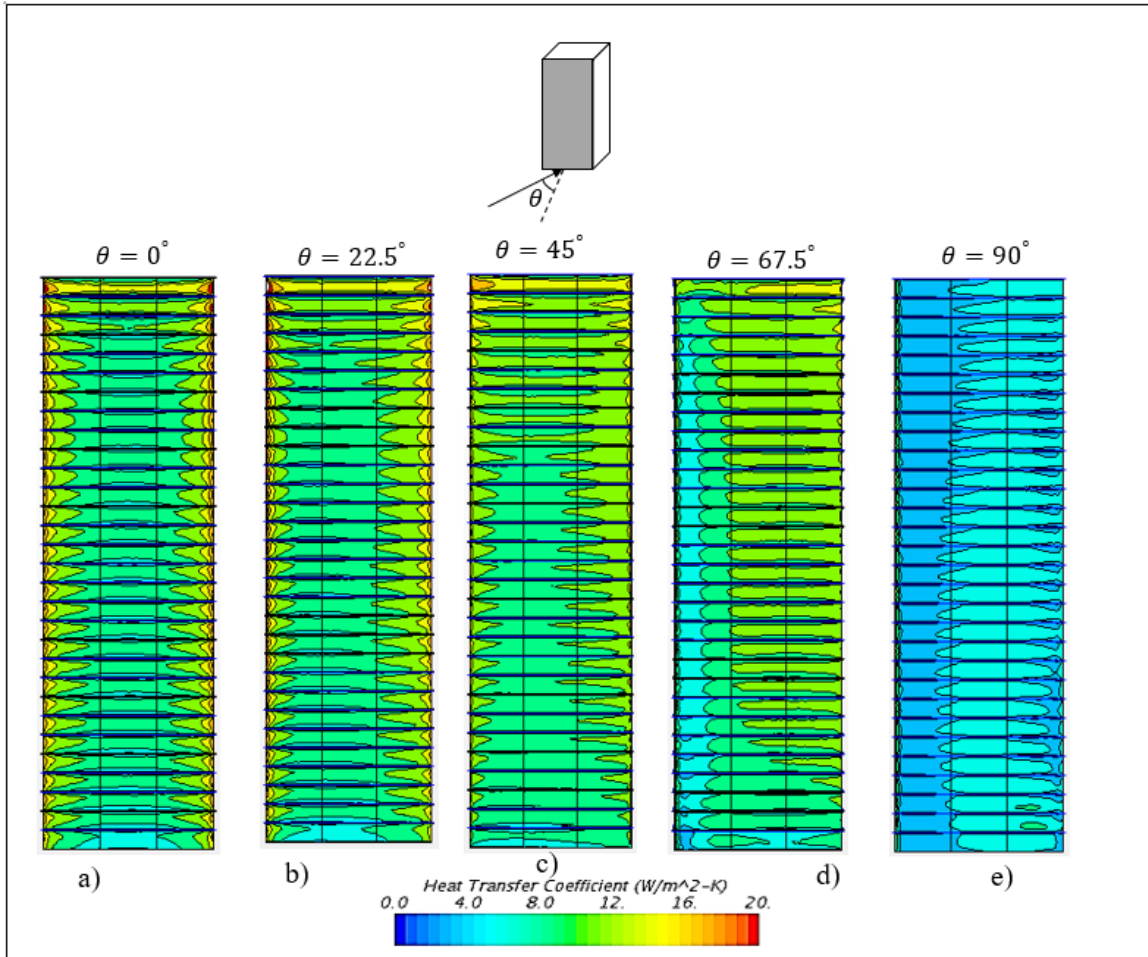 θ
θ = 0°
θ = 22.5°
θ = 45°
θ = 67.5°
θ = 90°
a)
b)
c)
d)
e)
Heat Transfer Coefficient (W/m^2-K)
0.0 4.0 8.0 12. 16. 20.